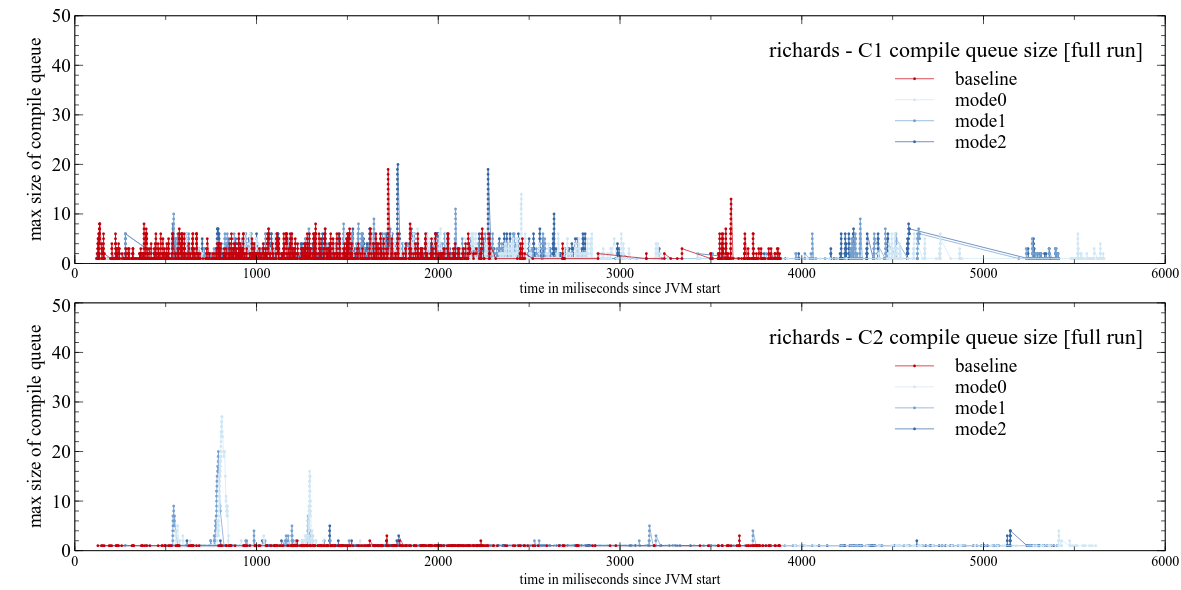 max size of compile queue
50
40
30
20
10
0
richards - C1 compile queue size [full run]
baseline
mode0
mode1
mode2
0 1000 2000 3000 4000 5000 6000
time in miliseconds since JVM start
max size of compile queue
50
40
30
20
10
0
richards - C2 compile queue size [full run]
baseline
mode0
mode1
mode2
0 1000 2000 3000 4000 5000 6000
time in miliseconds since JVM start